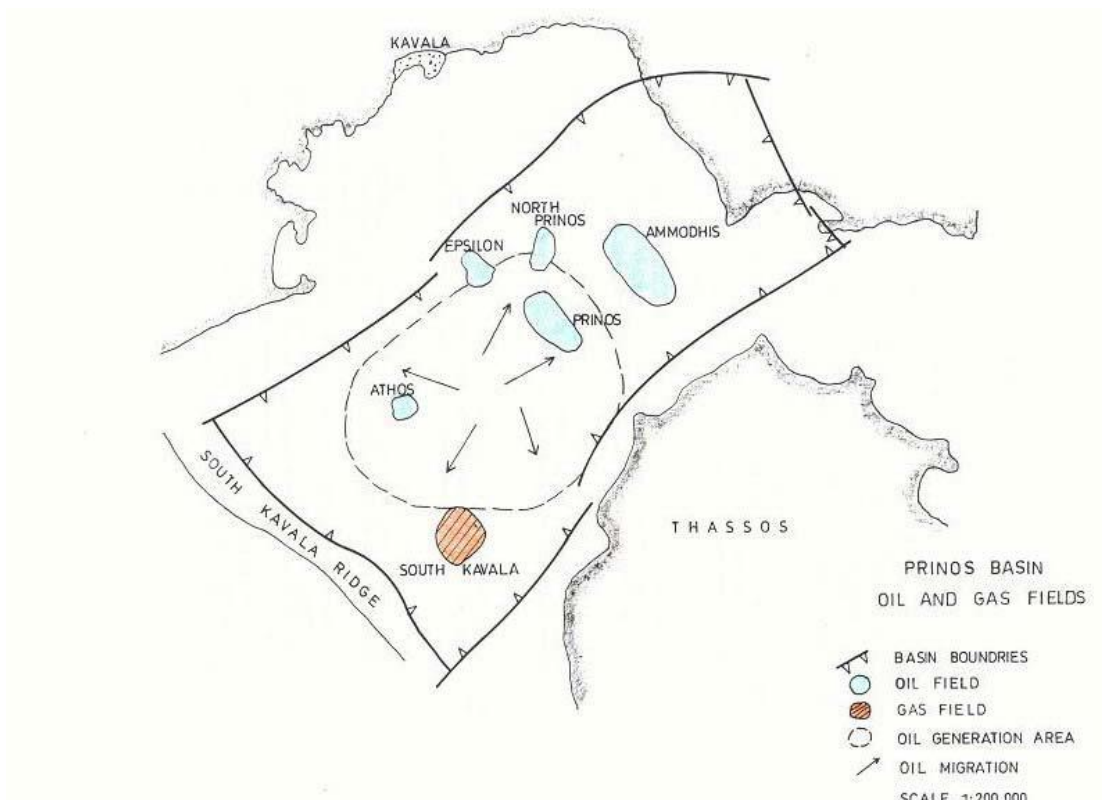 KAVALA
NORTH
PRINOS
EPSILON
AMMODHIS
PRINOS
ATHOS
SOUTH KAVALA RIDGE
THASSOS
SOUTH KAVALA
PRINOS BASIN
OIL AND GAS FIELDS
BASIN BOUNDRIES
OIL FIELD
GAS FIELD
OIL GENERATION AREA
OIL MIGRATION
SCALE 1:200.000